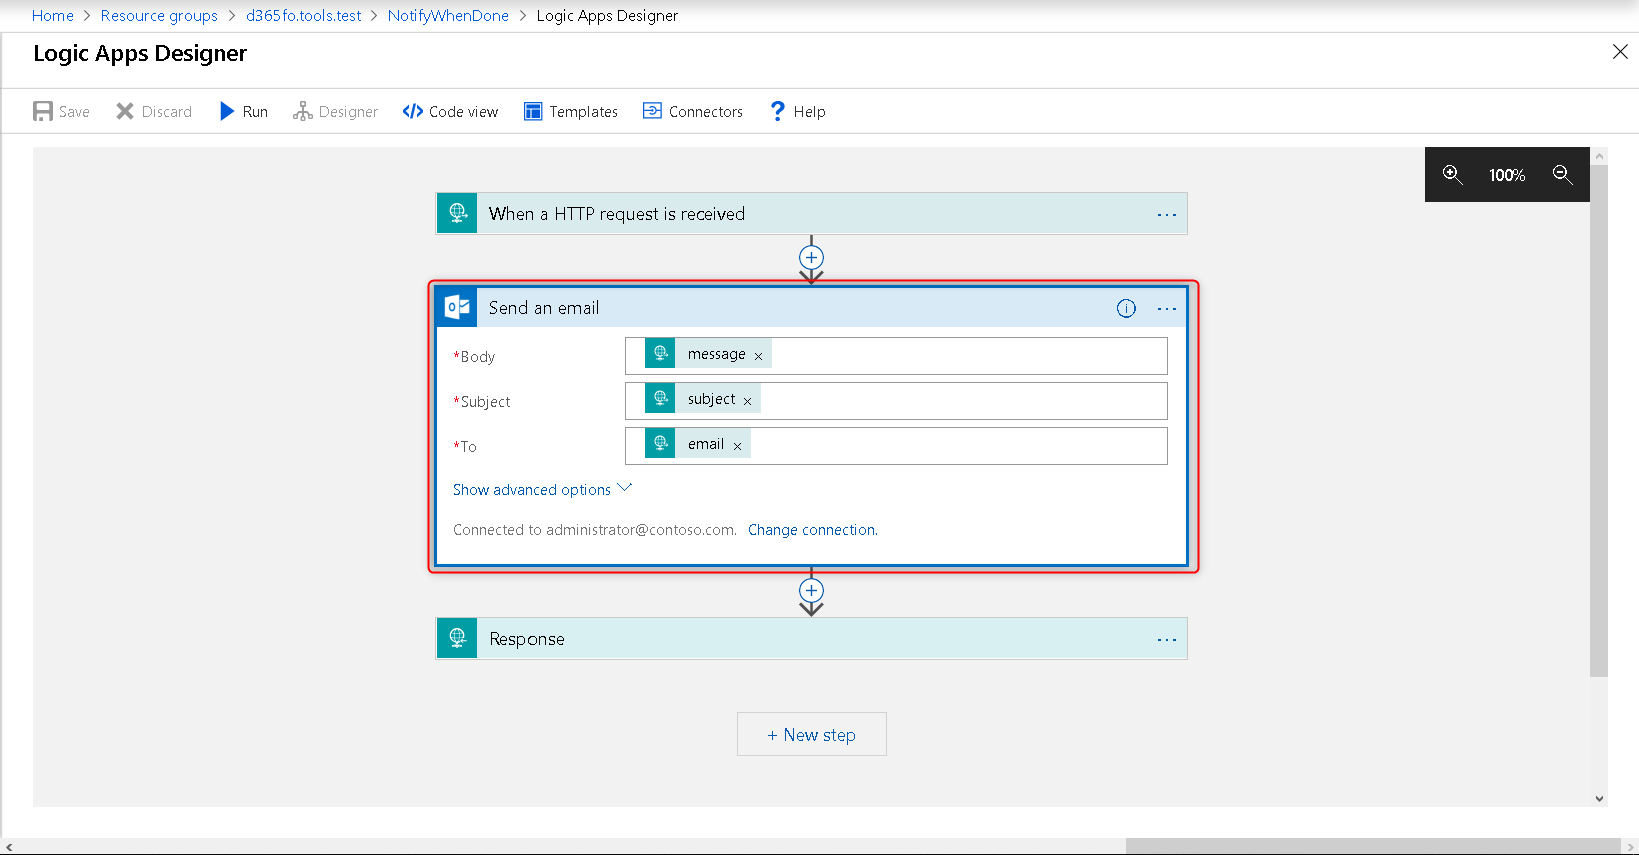 Home > Resource groups > d365fo.tools.test > NotifyWhenDone > Logic Apps Designer
Logic Apps Designer
Save Discard Run Designer Code view Templates Connectors Help
100%
When a HTTP request is received
Send an email
*Body message ×
*Subject subject ×
*To email ×
Show advanced options
Connected to administrator@contoso.com. Change connection.
Response
+ New step